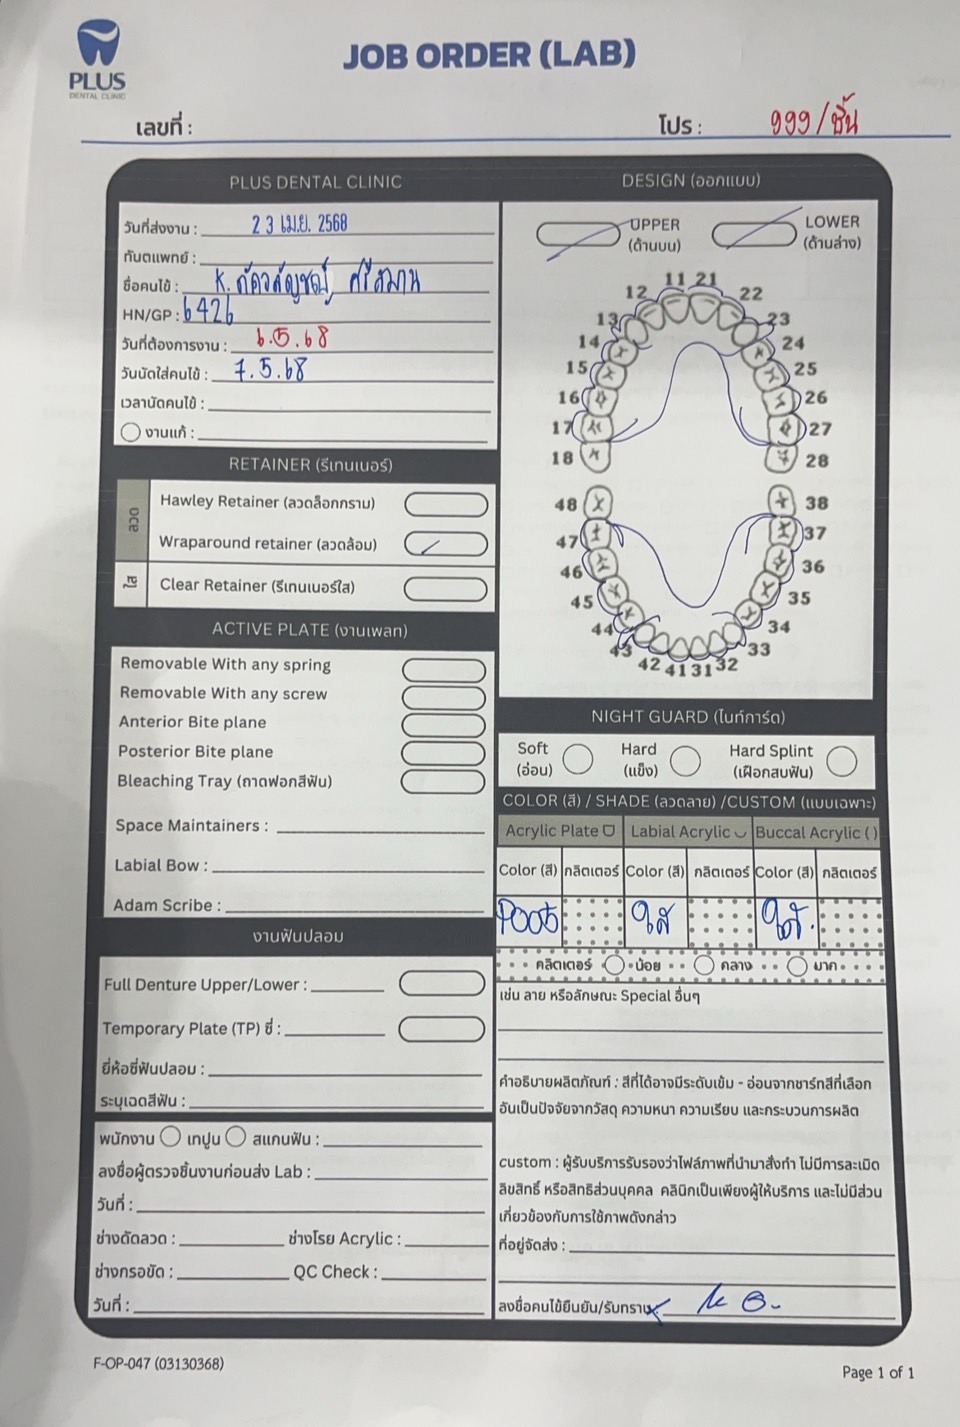 PLUS
DENTAL CLINIC
JOB ORDER (LAB)
เลขที่ :
โปร : 999/ชิ้น
PLUS DENTAL CLINIC
วันที่ส่งงาน : 23 เม.ย. 2568
ทันตแพทย์ :
ชื่อคนไข้ : K. ศรีสมาน
HN/GP : 6426
วันที่ต้องการงาน : 6.5.68
วันนัดใส่คนไข้ : 7.5.68
เวลานัดคนไข้ :
งานแก้ :
RETAINER (รีเทนเนอร์)
ลวด
Hawley Retainer (ลวดล็อกกราม)
Wraparound retainer (ลวดล้อม)
ใส
Clear Retainer (รีเทนเนอร์ใส)
ACTIVE PLATE (งานเพลท)
Removable With any spring
Removable With any screw
Anterior Bite plane
Posterior Bite plane
Bleaching Tray (ถาดฟอกสีฟัน)
Space Maintainers :
Labial Bow :
Adam Scribe :
งานฟันปลอม
Full Denture Upper/Lower :
Temporary Plate (TP) ซี่ :
ยี่ห้อซี่ฟันปลอม :
ระบุเฉดสีฟัน :
พนักงาน เทปูน สแกนฟัน :
ลงชื่อผู้ตรวจชิ้นงานก่อนส่ง Lab :
วันที่ :
ช่างดัดลวด : ช่างโรย Acrylic :
ช่างกรอขัด : QC Check :
วันที่ :
DESIGN (ออกแบบ)
UPPER
(ด้านบน)
LOWER
(ด้านล่าง)
11 21
12 22
13 23
14 24
15 25
16 26
17 27
18 28
48 38
47 37
46 36
45 35
44 34
43 33
42 41 31 32
NIGHT GUARD (ไนท์การ์ด)
Soft
(อ่อน)
Hard
(แข็ง)
Hard Splint
(เฝือกสบฟัน)
COLOR (สี) / SHADE (ลวดลาย) /CUSTOM (แบบเฉพาะ)
Acrylic Plate Labial Acrylic Buccal Acrylic ( )
Color (สี) กลิตเตอร์ Color (สี) กลิตเตอร์ Color (สี) กลิตเตอร์
P005 ใส ใส
กลิตเตอร์ น้อย กลาง มาก
เช่น ลาย หรือลักษณะ Special อื่นๆ
คำอธิบายผลิตภัณฑ์ : สีที่ได้อาจมีระดับเข้ม - อ่อนจากชาร์ทสีที่เลือก
อันเป็นปัจจัยจากวัสดุ ความหนา ความเรียบ และกระบวนการผลิต
custom : ผู้รับบริการรับรองว่าไฟล์ภาพที่นำมาสั่งทำ ไม่มีการละเมิด
ลิขสิทธิ์ หรือสิทธิส่วนบุคคล คลินิกเป็นเพียงผู้ให้บริการ และไม่มีส่วน
เกี่ยวข้องกับการใช้ภาพดังกล่าว
ที่อยู่จัดส่ง :
ลงชื่อคนไข้ยืนยัน/รับทราบ :
F-OP-047 (03130368)
Page 1 of 1